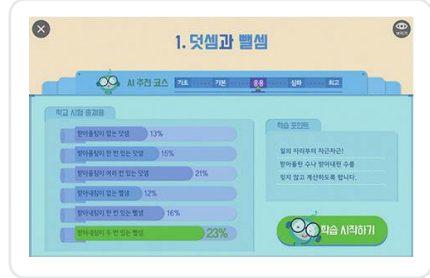 1. 덧셈과 뺄셈
AI 추천 코스 기초 기본 응용 심화 최고
학교 시험 출제율
받아올림이 없는 덧셈 13%
받아올림이 한 번 있는 덧셈 15%
받아올림이 여러 번 있는 덧셈 21%
받아내림이 없는 뺄셈 12%
받아내림이 한 번 있는 뺄셈 16%
받아내림이 두 번 있는 뺄셈 23%
학습 포인트
일의 자리부터 차근차근!
받아올린 수나 받아내린 수를
잊지 않고 계산하도록 합니다.
학습 시작하기